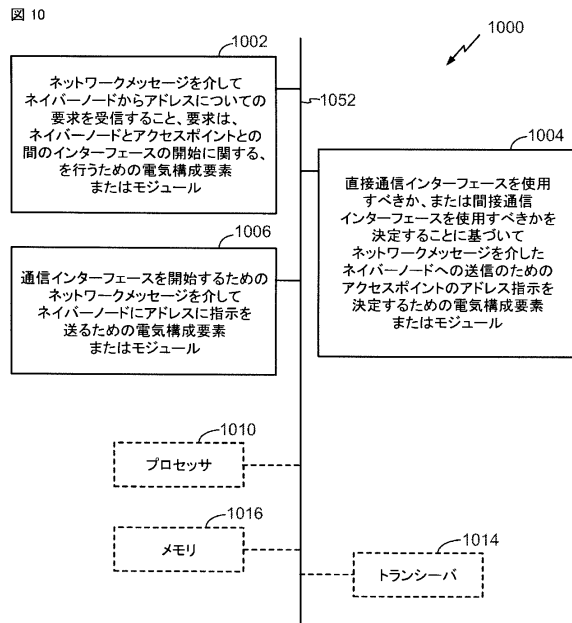 図 10
1000
1002
ネットワークメッセージを介して
ネイバーノードからアドレスについての
要求を受信すること、要求は、
ネイバーノードとアクセスポイントとの
間のインターフェースの開始に関する、
を行うための電気構成要素
またはモジュール
1052
1004
直接通信インターフェースを使用
すべきか、または間接通信
インターフェースを使用すべきかを
決定することに基づいて
ネットワークメッセージを介した
ネイバーノードへの送信のための
アクセスポイントのアドレス指示を
決定するための電気構成要素
またはモジュール
1006
通信インターフェースを開始するための
ネットワークメッセージを介して
ネイバーノードにアドレスに指示を
送るための電気構成要素
またはモジュール
1010
プロセッサ
1016
メモリ
1014
トランシーバ